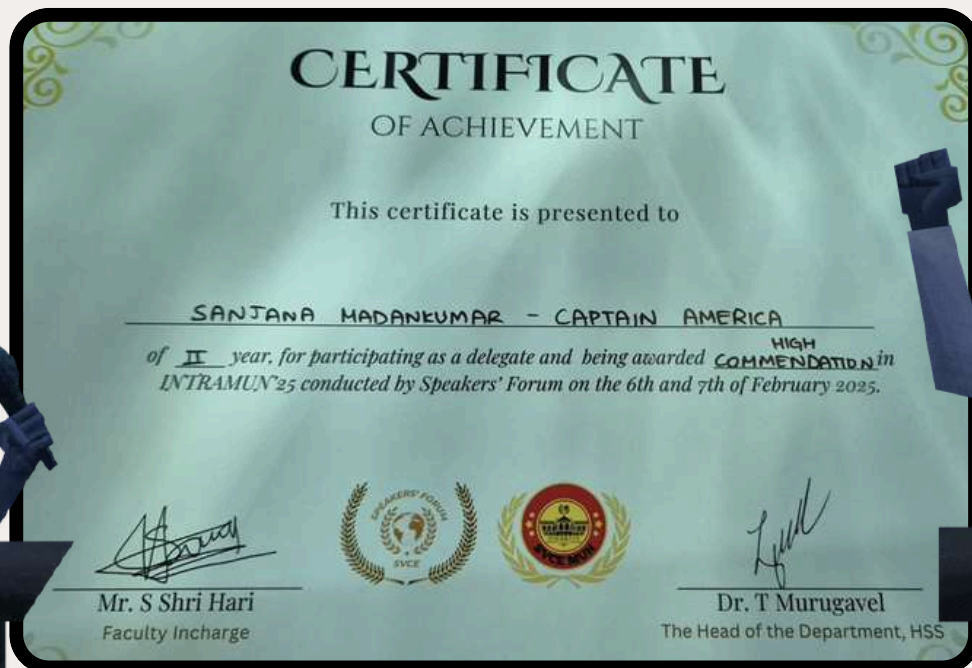 CERTIFICATE
OF ACHIEVEMENT
This certificate is presented to
SANJANA MADANKUMAR - CAPTAIN AMERICA
HIGH
of II year, for participating as a delegate and being awarded COMMENDATION in
INTRAMUN'25 conducted by Speakers' Forum on the 6th and 7th of February 2025.
SPEAKERS' FORUM
SVCE
SVCE MUN
Mr. S Shri Hari
Faculty Incharge
Dr. T Murugavel
The Head of the Department, HSS